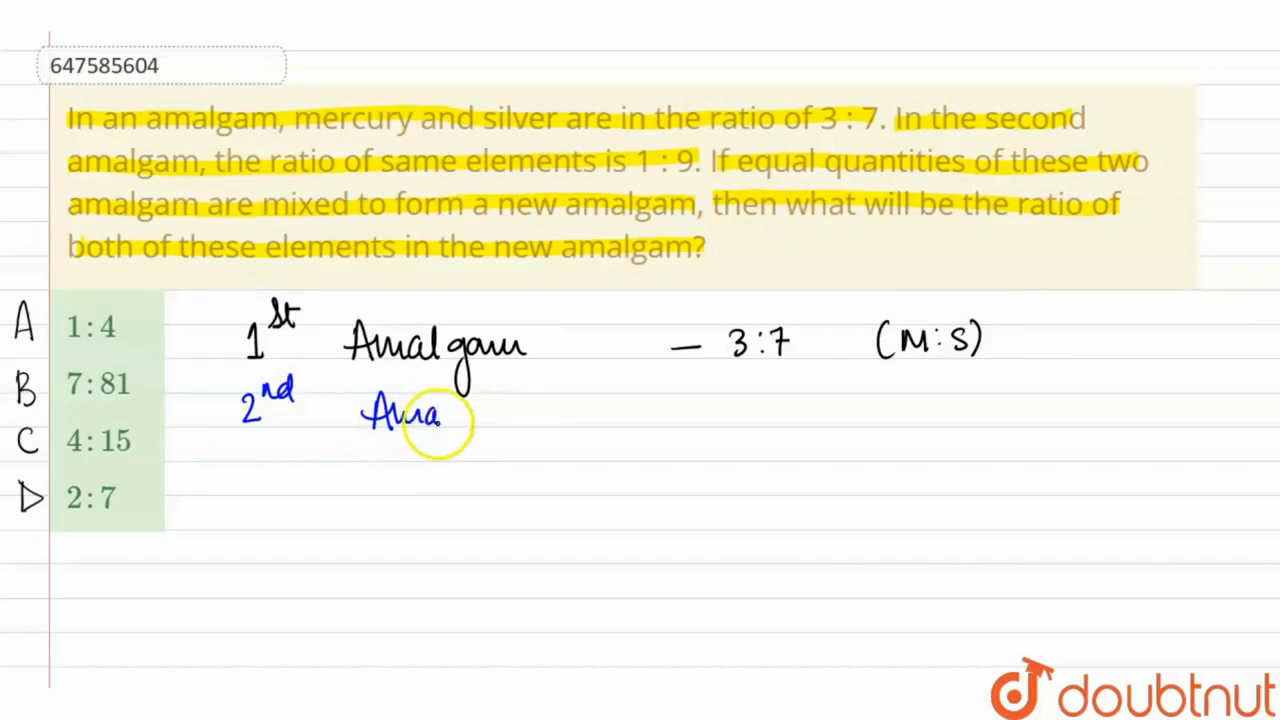 647585604
In an amalgam, mercury and silver are in the ratio of 3 : 7. In the second
amalgam, the ratio of same elements is 1 : 9. If equal quantities of these two
amalgam are mixed to form a new amalgam, then what will be the ratio of
both of these elements in the new amalgam?
A 1 : 4
B 7 : 81
C 4 : 15
D 2 : 7
1st Amalgam — 3:7 (M:S)
2nd Ama
doubtnut